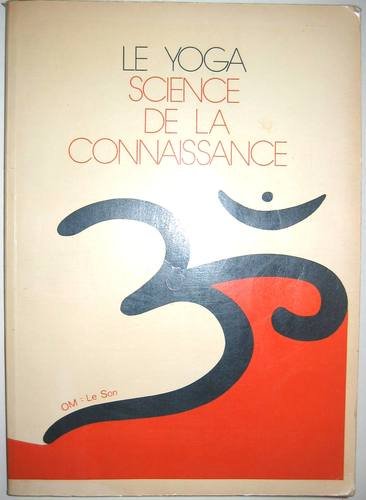 LE YOGA
SCIENCE
DE LA
CONNAISSANCE
ॐ
OM = Le Son